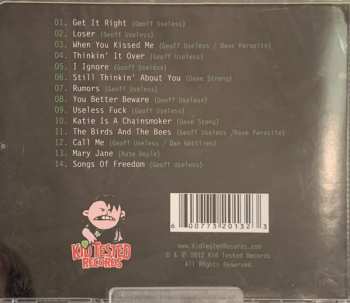 01. Get It Right (Geoff Useless)
02. Loser (Geoff Useless)
03. When You Kissed Me (Geoff Useless / Dave Parasite)
04. Thinkin' It Over (Geoff Useless)
05. I Ignore (Geoff Useless)
06. Still Thinkin' About You (Dave Strong)
07. Rumors (Geoff Useless)
08. You Better Beware (Geoff Useless)
09. Useless Fuck (Geoff Useless)
10. Katie Is A Chainsmoker (Dave Strong)
11. The Birds And The Bees (Geoff Useless /Dave Parasite)
12. Call Me (Geoff Useless / Dan
13. Mary Jane
14. Songs Of Freedom (Geoff Useless)
KID TESTED
RECORDS
6 00773 20132 3
www.KidTestedRecords.com
© & ℗ 2012 Kid Tested Records
All Rights Reserved.